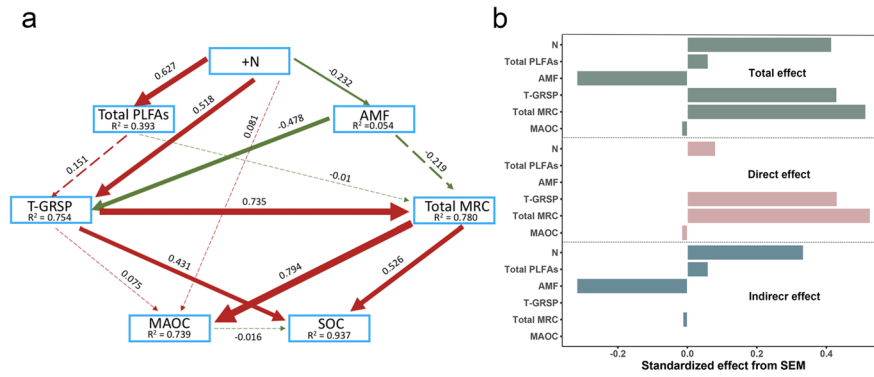 a
+N
0.627
0.518
-0.232
Total PLFAs
R² = 0.393
AMF
R² =0.054
0.081
-0.478
0.151
-0.01
-0.219
T-GRSP
R² = 0.754
0.735
Total MRC
R² = 0.780
0.075
0.431
0.794
0.526
MAOC
R² = 0.739
-0.016
SOC
R² = 0.937
b
N
Total PLFAs
AMF
T-GRSP
Total MRC
MAOC
Total effect
N
Total PLFAs
AMF
T-GRSP
Total MRC
MAOC
Direct effect
N
Total PLFAs
AMF
T-GRSP
Total MRC
MAOC
Indirecr effect
-0.2 0.0 0.2 0.4
Standardized effect from SEM